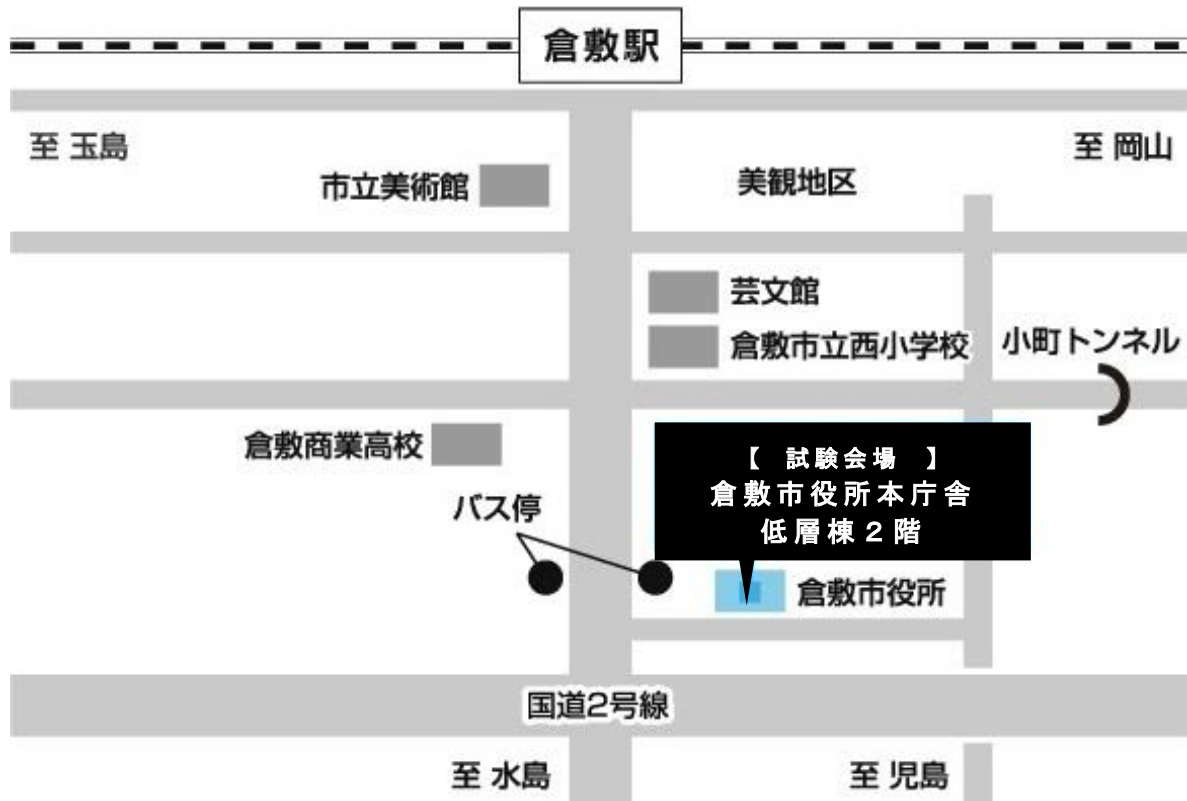 倉敷駅
至 玉島
至 岡山
市立美術館
美観地区
芸文館
倉敷市立西小学校
小町トンネル
倉敷商業高校
【 試験会場 】
倉敷市役所本庁舎
低層棟2階
バス停
倉敷市役所
国道2号線
至 水島
至 児島